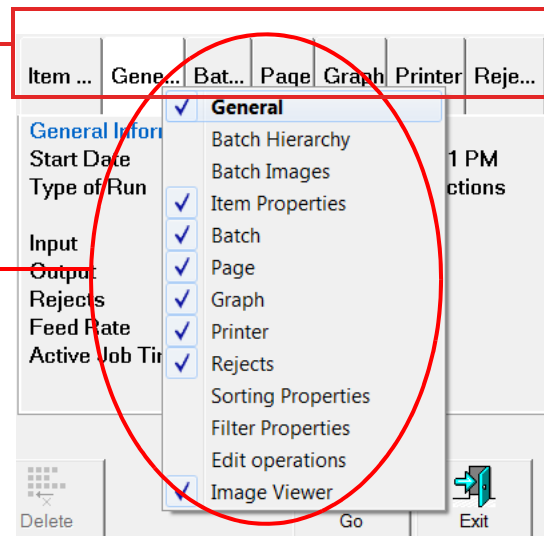 Item ... Gene... Bat... Page Graph Printer Reje...
General
General Infor
Batch Hierarchy
Start Date 1 PM
Batch Images
Type of Run ctions
Item Properties
Input
Batch
Output
Page
Rejects
Graph
Feed Rate
Printer
Active Job Tir
Rejects
Sorting Properties
Filter Properties
Edit operations
Image Viewer
Delete Go Exit